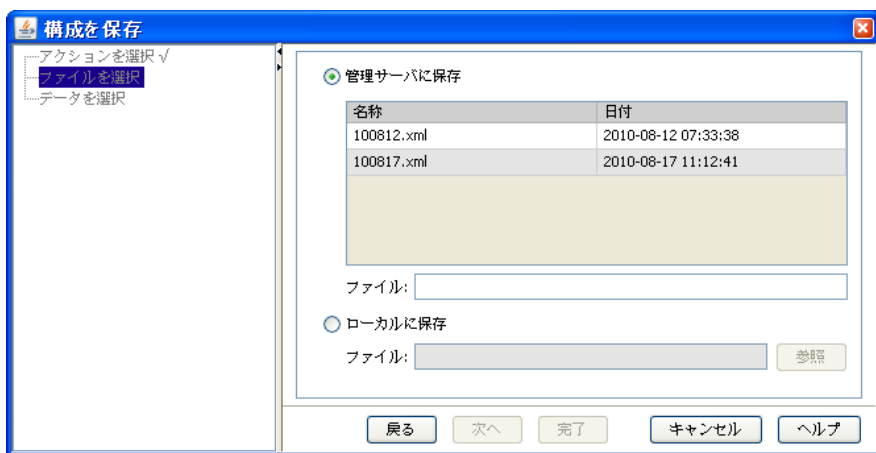 構成を保存
アクションを選択 √
ファイルを選択
データを選択
管理サーバに保存
名称 日付
100812.xml 2010-08-12 07:33:38
100817.xml 2010-08-17 11:12:41
ファイル:
ローカルに保存
ファイル: 参照
戻る 次へ 完了 キャンセル ヘルプ